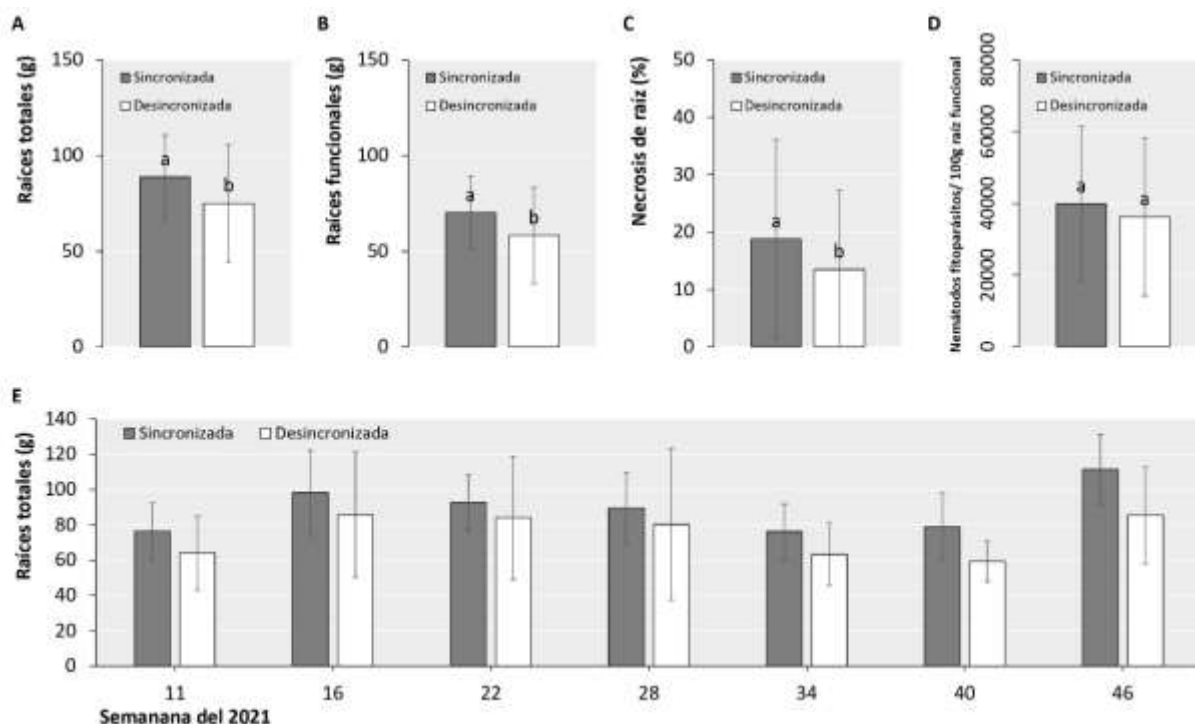 A
Raíces totales (g)
150
100
50
0
Sincronizada
Desincronizada
a
b
B
Raíces funcionales (g)
150
100
50
0
Sincronizada
Desincronizada
a
b
C
Necrosis de raíz (%)
50
40
30
20
10
0
Sincronizada
Desincronizada
a
b
D
Nemátodos fitoparásitos/ 100g raíz funcional
80000
60000
40000
20000
0
Sincronizada
Desincronizada
a
a
E
Raíces totales (g)
140
120
100
80
60
40
20
0
Sincronizada
Desincronizada
11 16 22 28 34 40 46
Semanana del 2021